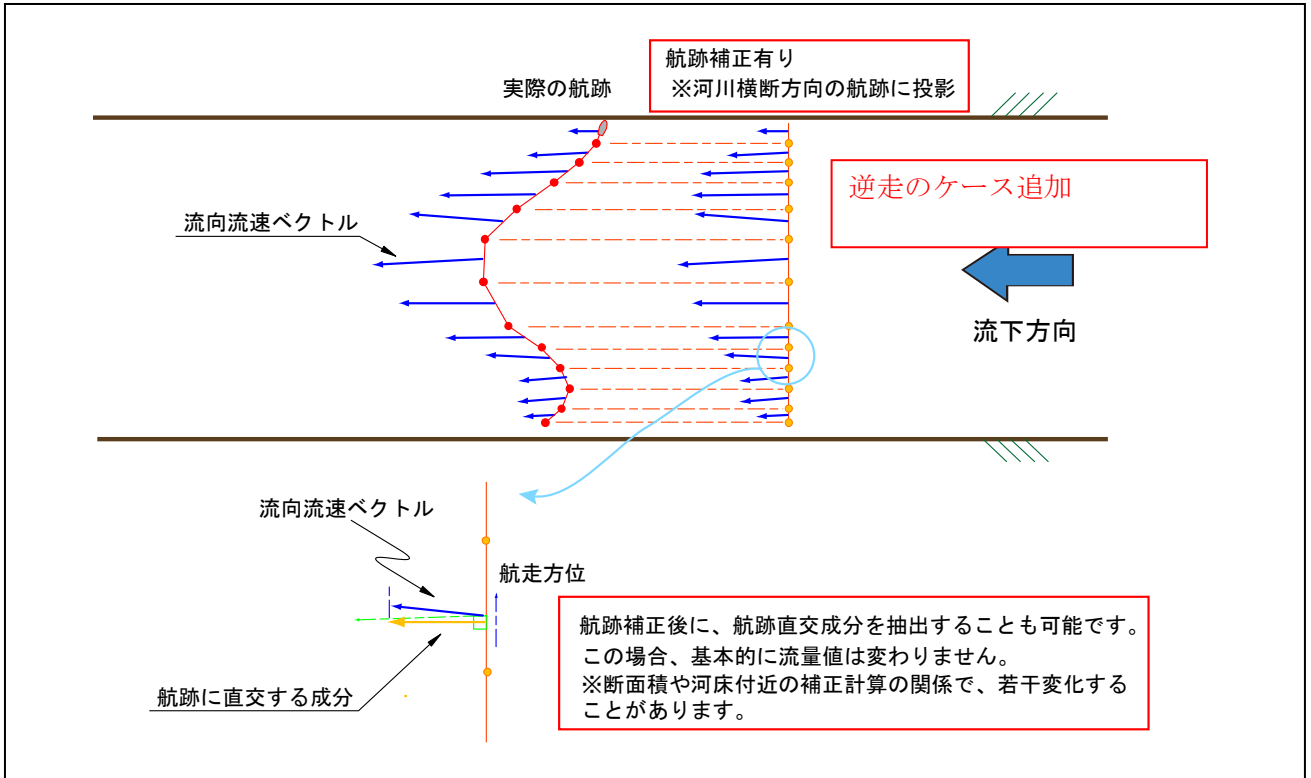 航跡補正有り
※河川横断方向の航跡に投影
実際の航跡
逆走のケース追加
流向流速ベクトル
流下方向
流向流速ベクトル
航走方位
航跡補正後に、航跡直交成分を抽出することも可能です。
この場合、基本的に流量値は変わりません。
※断面積や河床付近の補正計算の関係で、若干変化する
ことがあります。
航跡に直交する成分